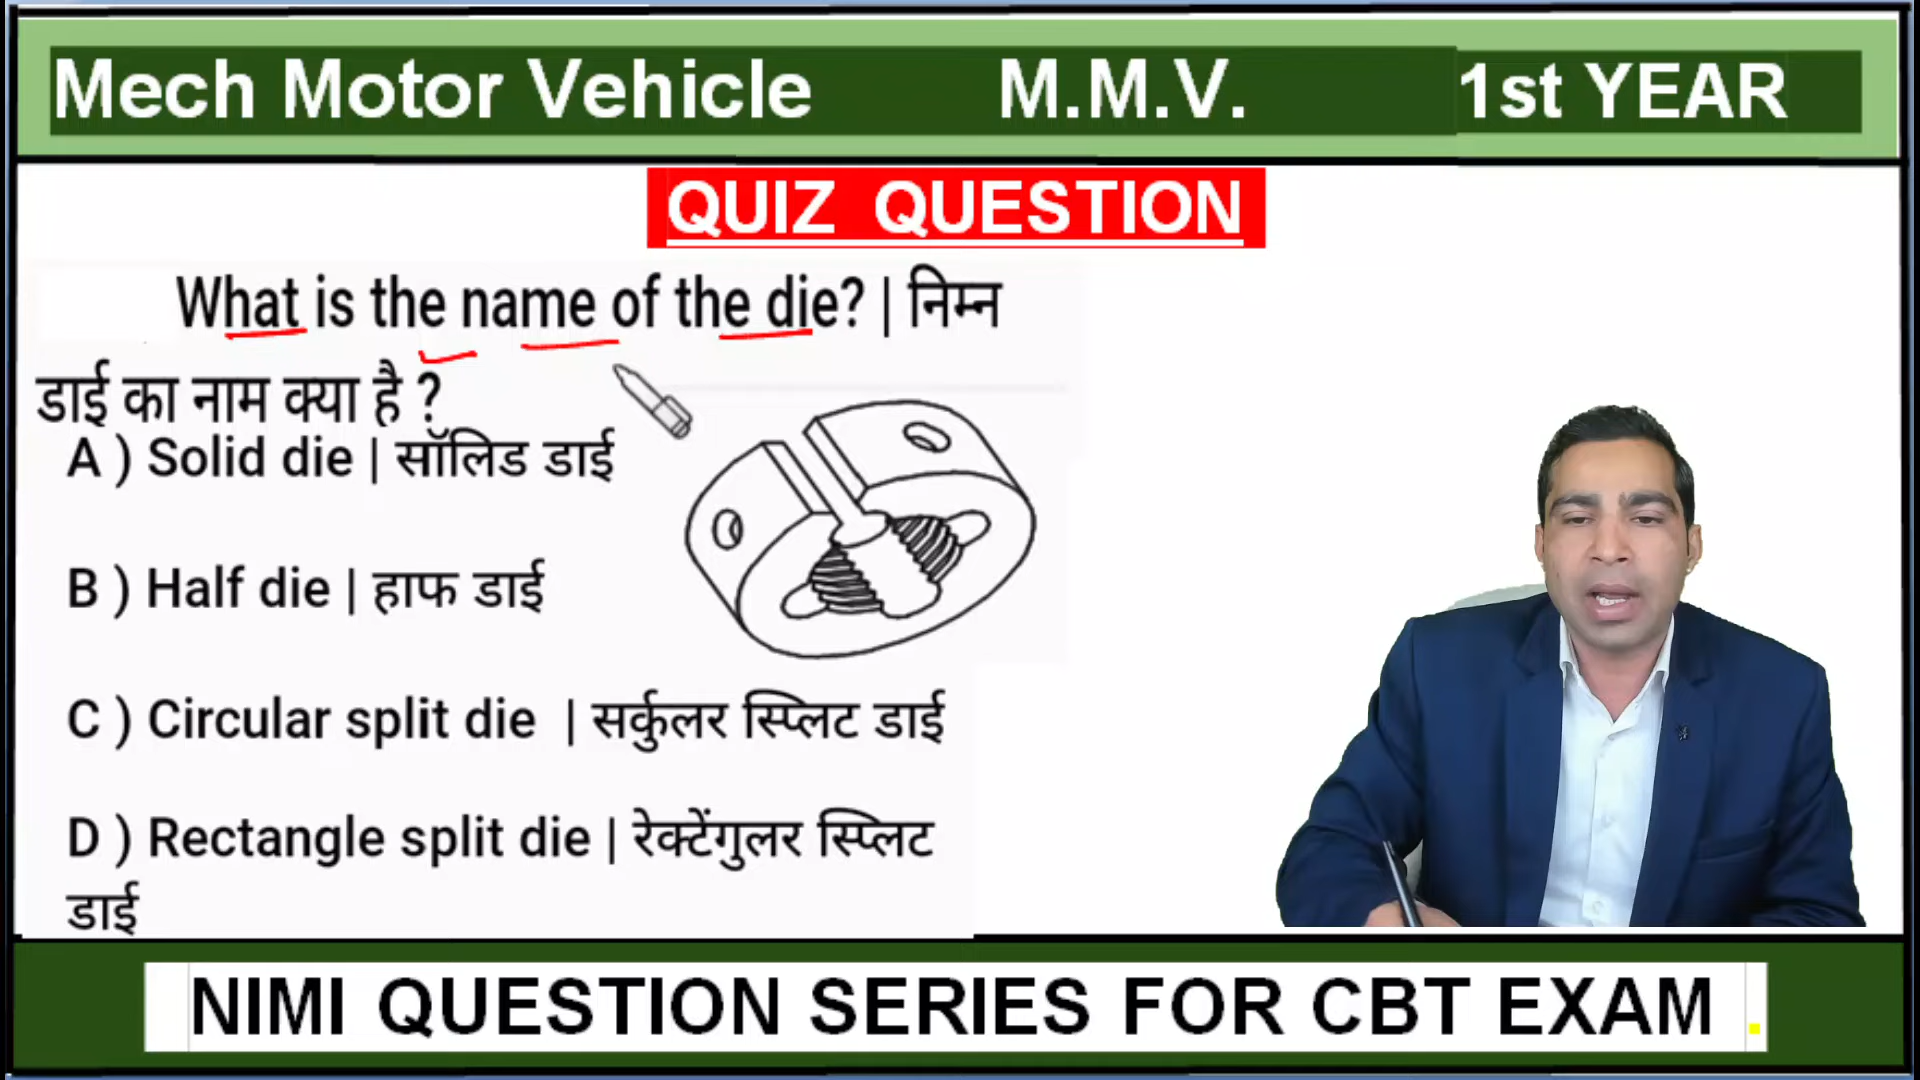 Mech Motor Vehicle M.M.V. 1st YEAR
QUIZ QUESTION
What is the name of the die? | निम्न
डाई का नाम क्या है ?
A ) Solid die | सॉलिड डाई
B ) Half die | हाफ डाई
C ) Circular split die | सर्कुलर स्प्लिट डाई
D ) Rectangle split die | रेक्टेंगुलर स्प्लिट
डाई
NIMI QUESTION SERIES FOR CBT EXAM .